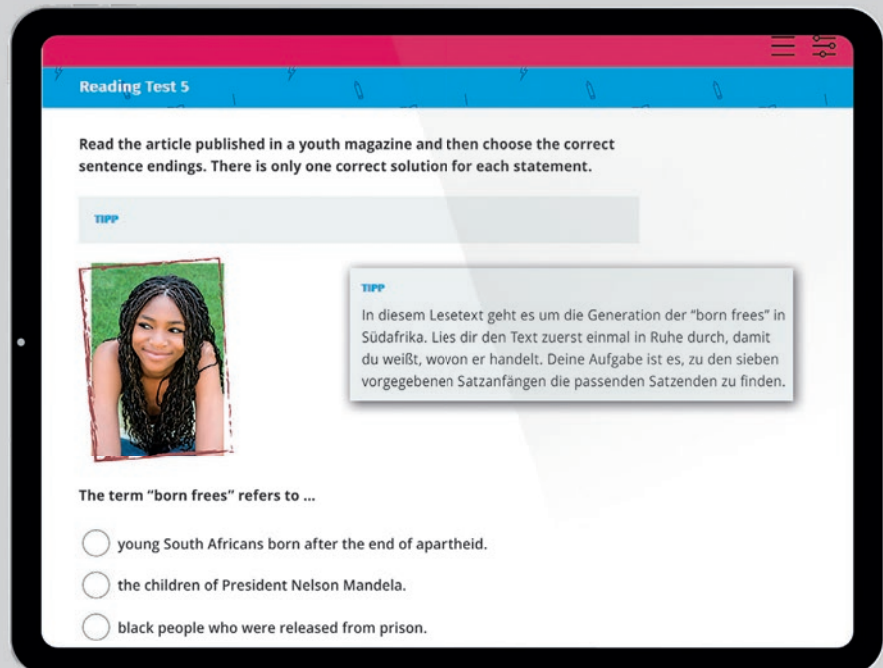 Reading Test 5
Read the article published in a youth magazine and then choose the correct
sentence endings. There is only one correct solution for each statement.
TIPP
TIPP
In diesem Lesetext geht es um die Generation der “born frees” in
Südafrika. Lies dir den Text zuerst einmal in Ruhe durch, damit
du weißt, wovon er handelt. Deine Aufgabe ist es, zu den sieben
vorgegebenen Satzanfängen die passenden Satzenden zu finden.
The term “born frees” refers to ...
young South Africans born after the end of apartheid.
the children of President Nelson Mandela.
black people who were released from prison.